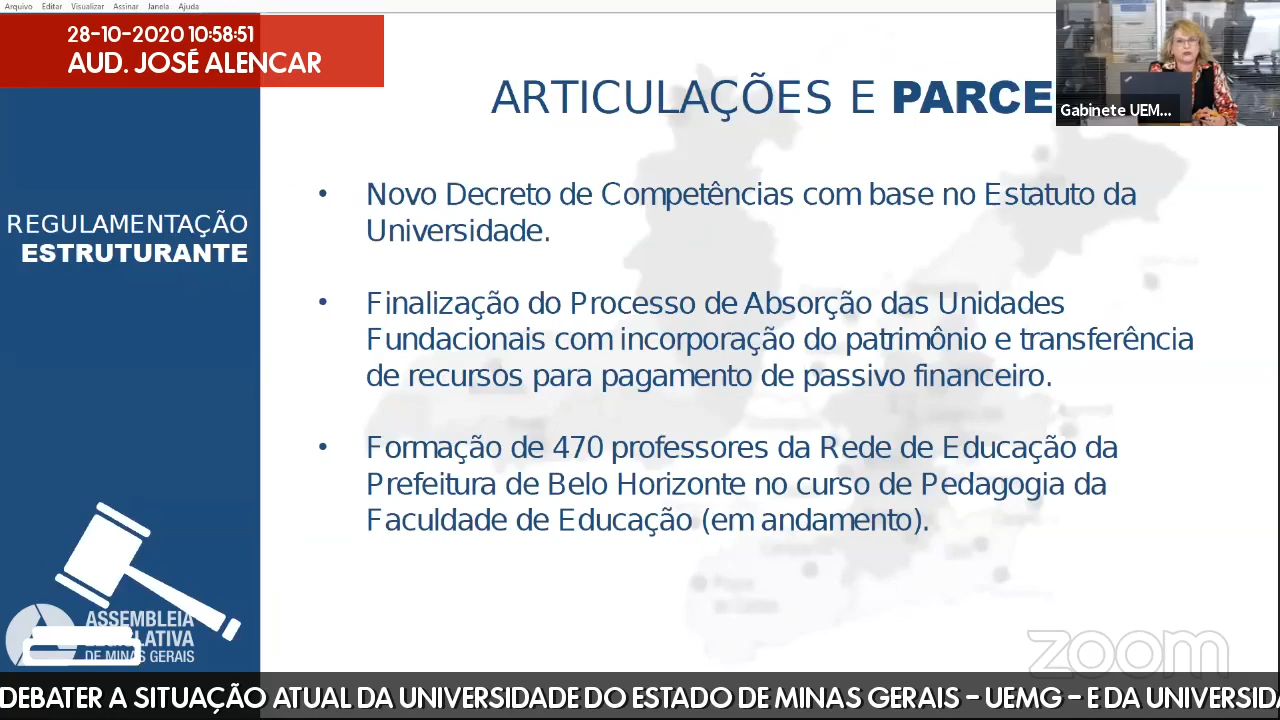 Arquivo Editar Visualizar Assinar Janela Ajuda
28-10-2020 10:58:51
AUD. JOSÉ ALENCAR
ARTICULAÇÕES E PARCE
Gabinete UEM...
REGULAMENTAÇÃO
ESTRUTURANTE
• Novo Decreto de Competências com base no Estatuto da
Universidade.
• Finalização do Processo de Absorção das Unidades
Fundacionais com incorporação do patrimônio e transferência
de recursos para pagamento de passivo financeiro.
• Formação de 470 professores da Rede de Educação da
Prefeitura de Belo Horizonte no curso de Pedagogia da
Faculdade de Educação (em andamento).
ASSEMBLEIA
LEGISLATIVA
DE MINAS GERAIS
zoom
DEBATER A SITUAÇÃO ATUAL DA UNIVERSIDADE DO ESTADO DE MINAS GERAIS - UEMG - E DA UNIVERSIDA